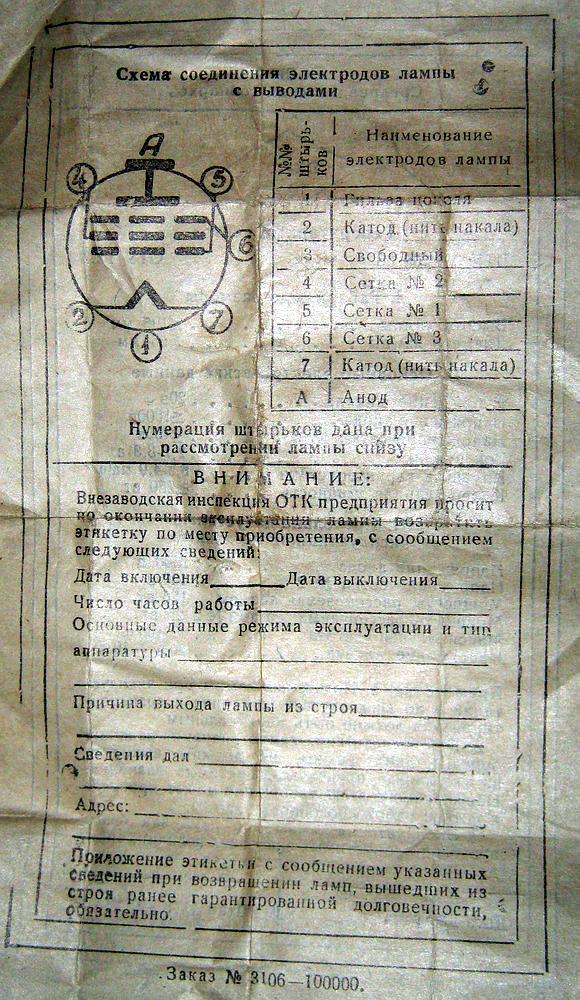 Схема соединения электродов лампы
с выводами
А
4
5
6
2
7
1
№№ штырь-
ков
Наименование
электродов лампы
1 Гильза цоколя
2 Катод (нить накала)
3 Свободный
4 Сетка № 2
5 Сетка № 1
6 Сетка № 3
7 Катод (нить накала)
А Анод
Нумерация штырьков дана при
рассмотрении лампы снизу
ВНИМАНИЕ:
Внезаводская инспекция ОТК предприятия просит
по окончании эксплуатации лампы возвратить
этикетку по месту приобретения, с сообщением
следующих сведений:
Дата включения Дата выключения
Число часов работы
Основные данные режима эксплуатации и тип
аппаратуры
Причина выхода лампы из строя
Сведения дал
Адрес:
Приложение этикетки с сообщением указанных
сведений при возвращении ламп, вышедших из
строя ранее гарантированной долговечности,
обязательно.
Заказ № 3106—100000.